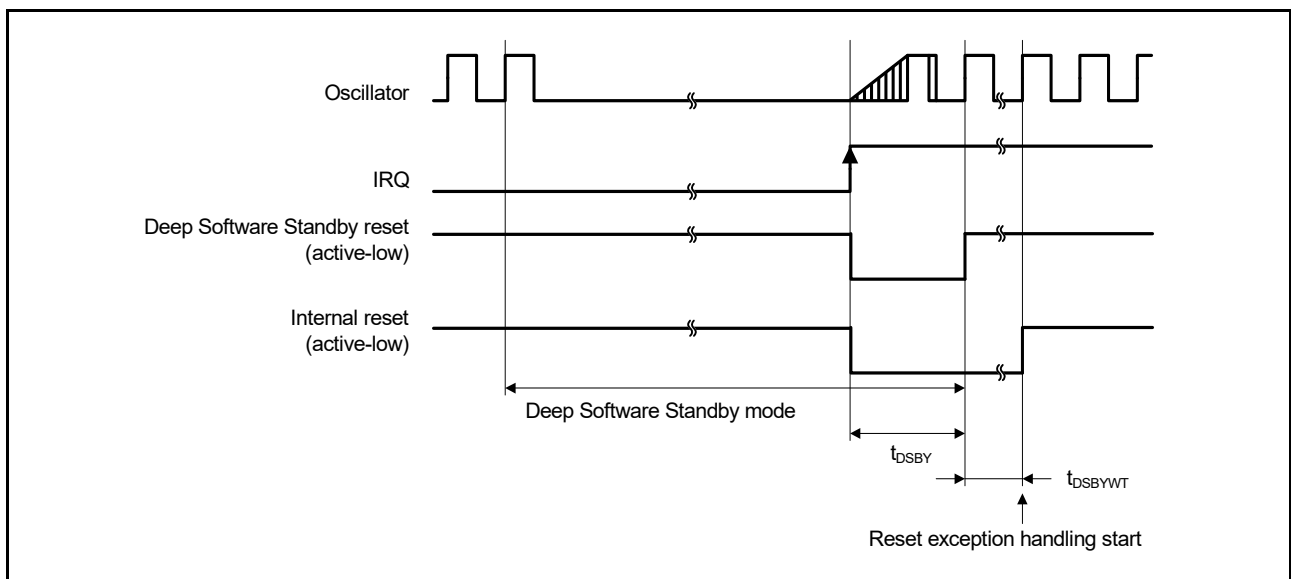 Oscillator
IRQ
Deep Software Standby reset
(active-low)
Internal reset
(active-low)
Deep Software Standby mode
tDSBY
tDSBYWT
Reset exception handling start